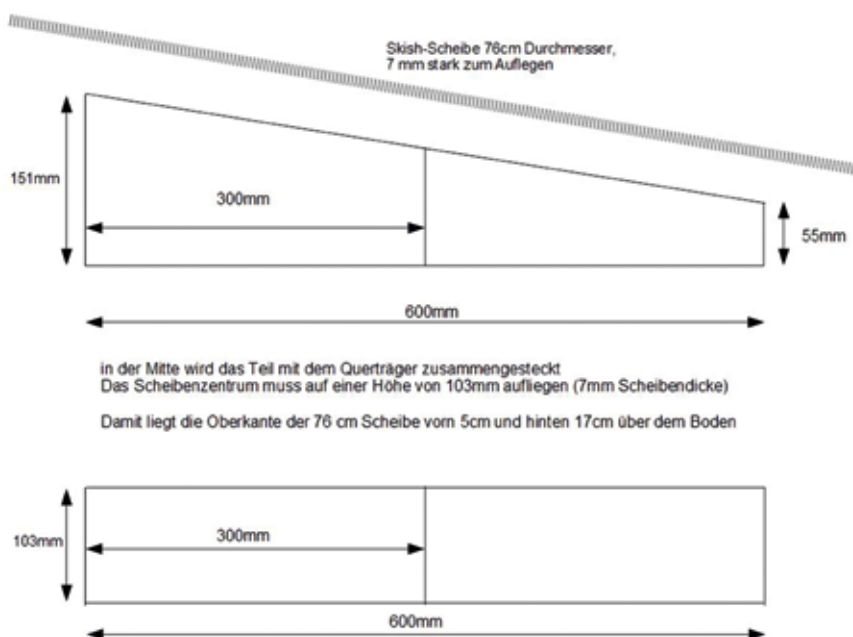 Skish-Scheibe 76cm Durchmesser,
7 mm stark zum Auflegen
151mm
300mm
55mm
600mm
in der Mitte wird das Teil mit dem Querträger zusammengesteckt
Das Scheibenzentrum muss auf einer Höhe von 103mm aufliegen (7mm Scheibendicke)
Damit liegt die Oberkante der 76 cm Scheibe vorn 5cm und hinten 17cm über dem Boden
103mm
300mm
600mm